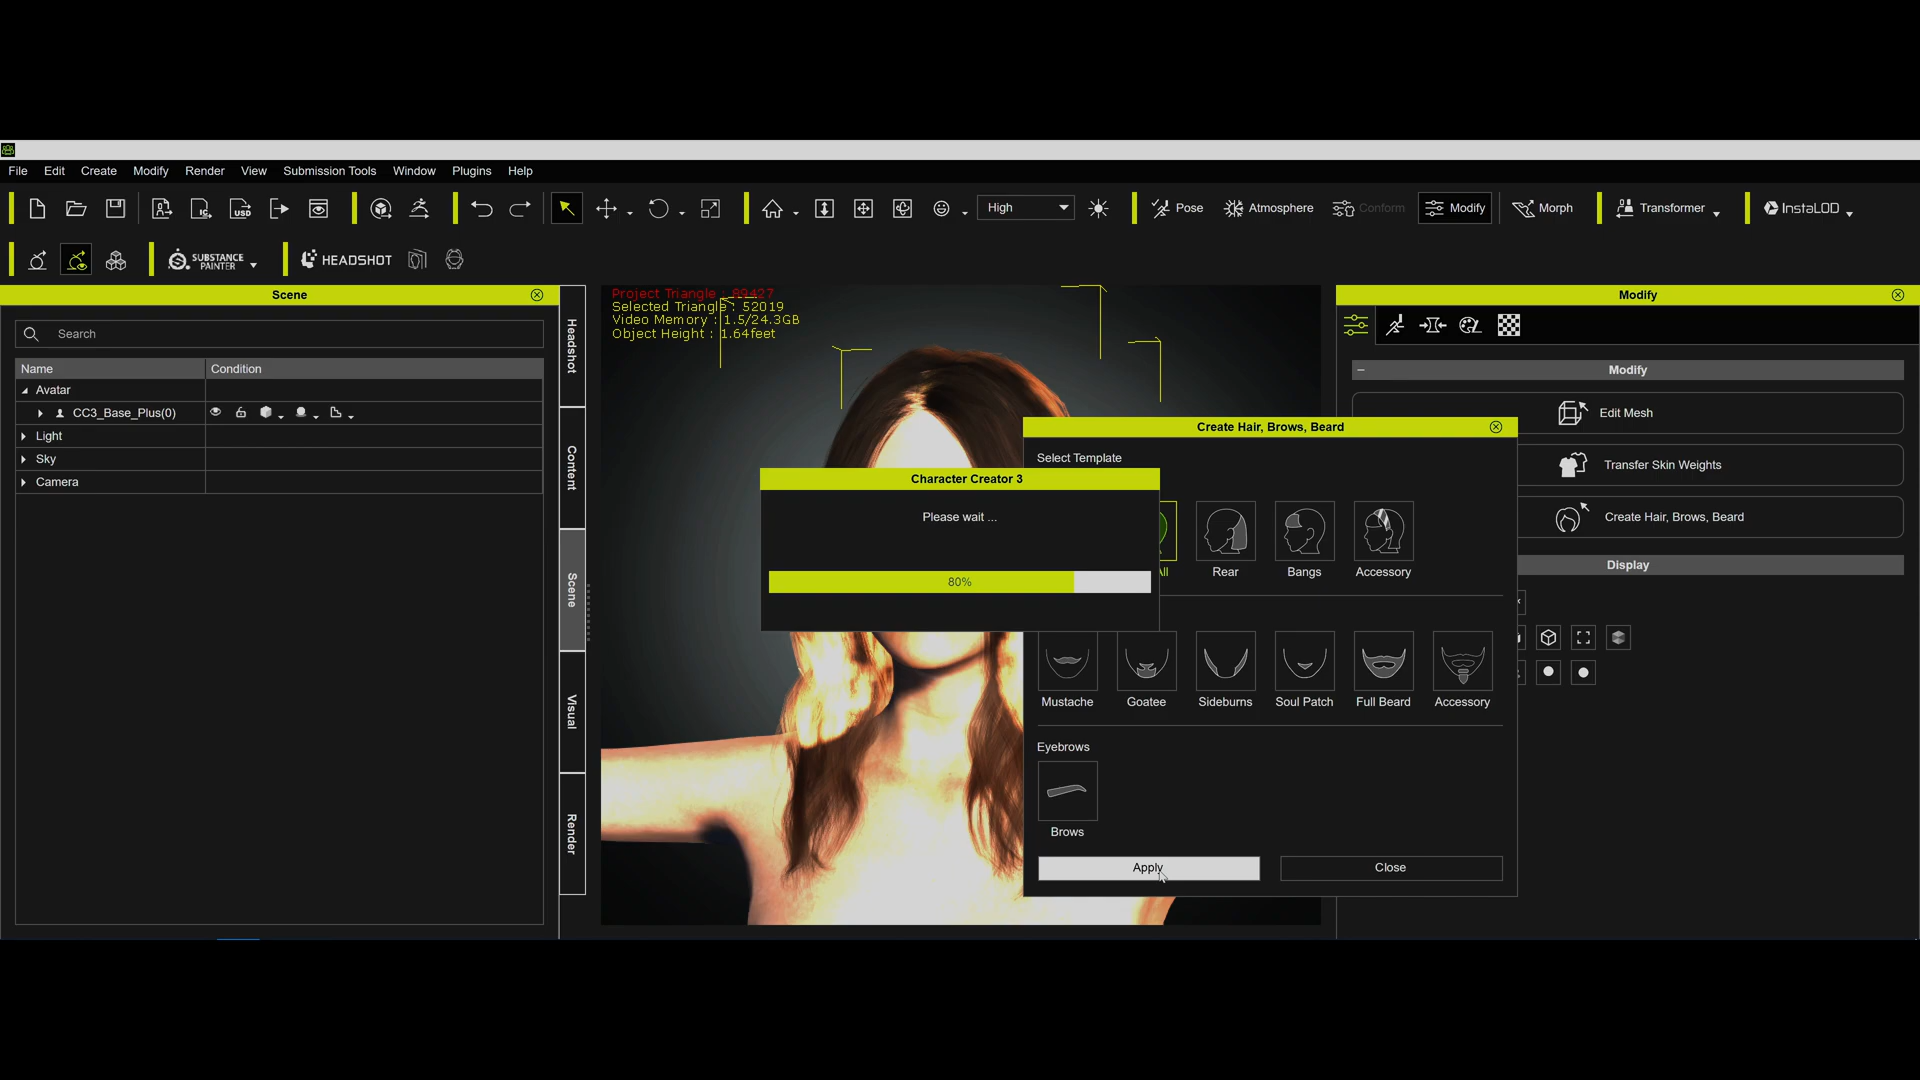 File Edit Create Modify Render View Submission Tools Window Plugins Help
High Pose Atmosphere Conform Modify Morph Transformer InstaLOD
SUBSTANCE PAINTER HEADSHOT
Scene
Search
Name Condition
Avatar
CC3_Base_Plus(0)
Light
Sky
Camera
Headshot
Content
Scene
Visual
Render
Project Triangle : 89427
Selected Triangle : 52019
Video Memory : 1.5/24.3GB
Object Height : 1.64feet
Create Hair, Brows, Beard
Select Template
Rear Bangs Accessory
Mustache Goatee Sideburns Soul Patch Full Beard Accessory
Eyebrows
Brows
Apply Close
Character Creator 3
Please wait ...
80%
Modify
Modify
Edit Mesh
Transfer Skin Weights
Create Hair, Brows, Beard
Display